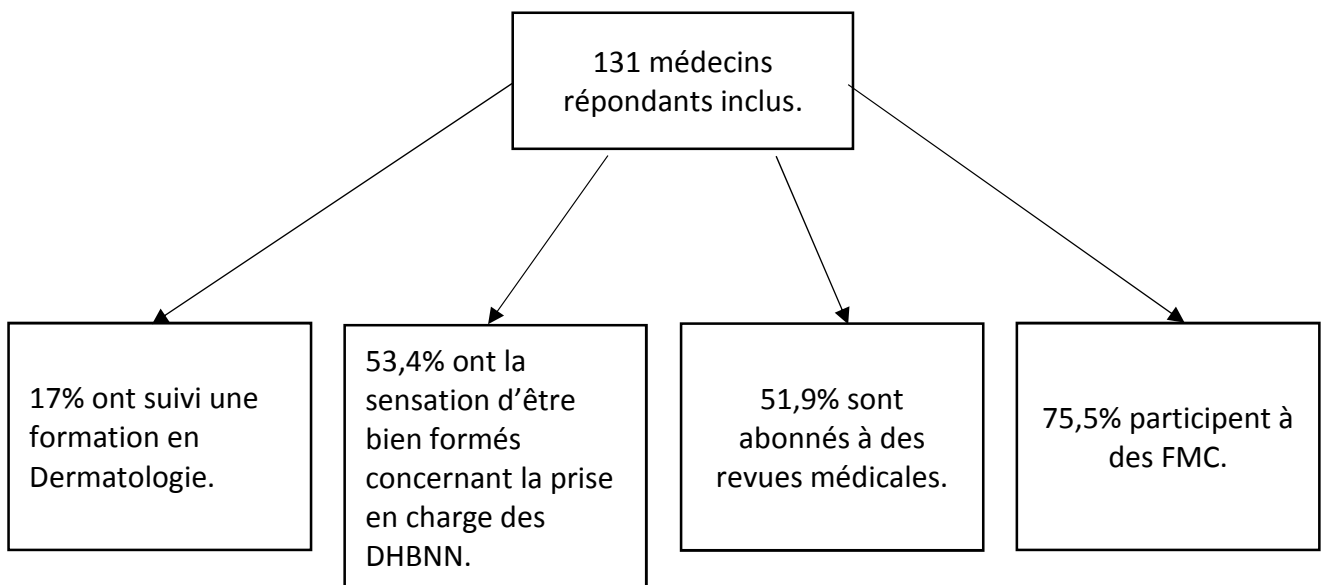 131 médecins
répondants inclus.
17% ont suivi une
formation en
Dermatologie.
53,4% ont la
sensation d’être
bien formés
concernant la prise
en charge des
DHBNN.
51,9% sont
abonnés à des
revues médicales.
75,5% participent à
des FMC.